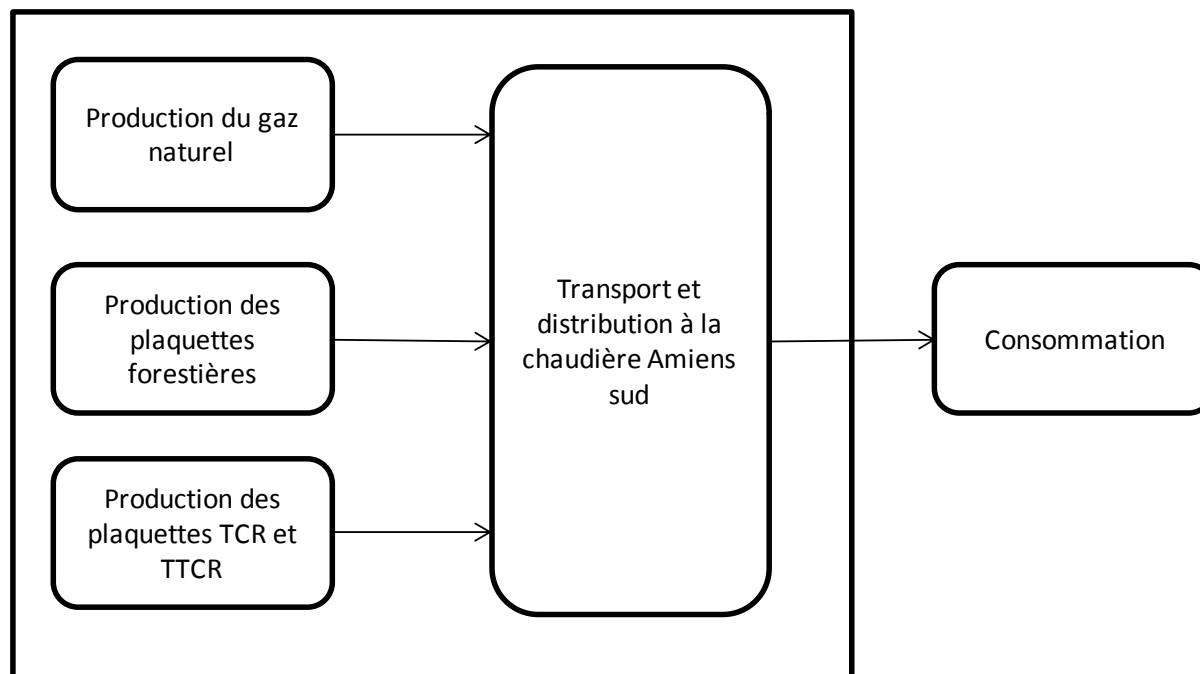 Production du gaz
naturel
Production des
plaquettes
forestières
Production des
plaquettes TCR et
TTCR
Transport et
distribution à la
chaudière Amiens
sud
Consommation